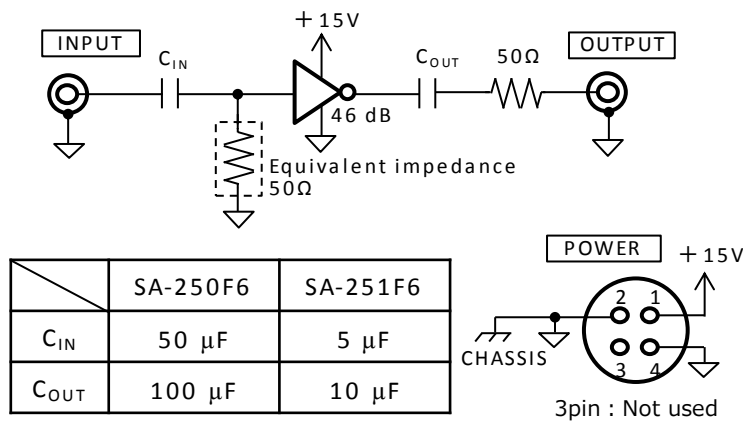 INPUT
C_IN
+15V
46 dB
C_OUT
50Ω
OUTPUT
Equivalent impedance
50Ω
SA-250F6 SA-251F6
C_IN 50 μF 5 μF
C_OUT 100 μF 10 μF
POWER
+15V
2 1
CHASSIS
3 4
3pin : Not used